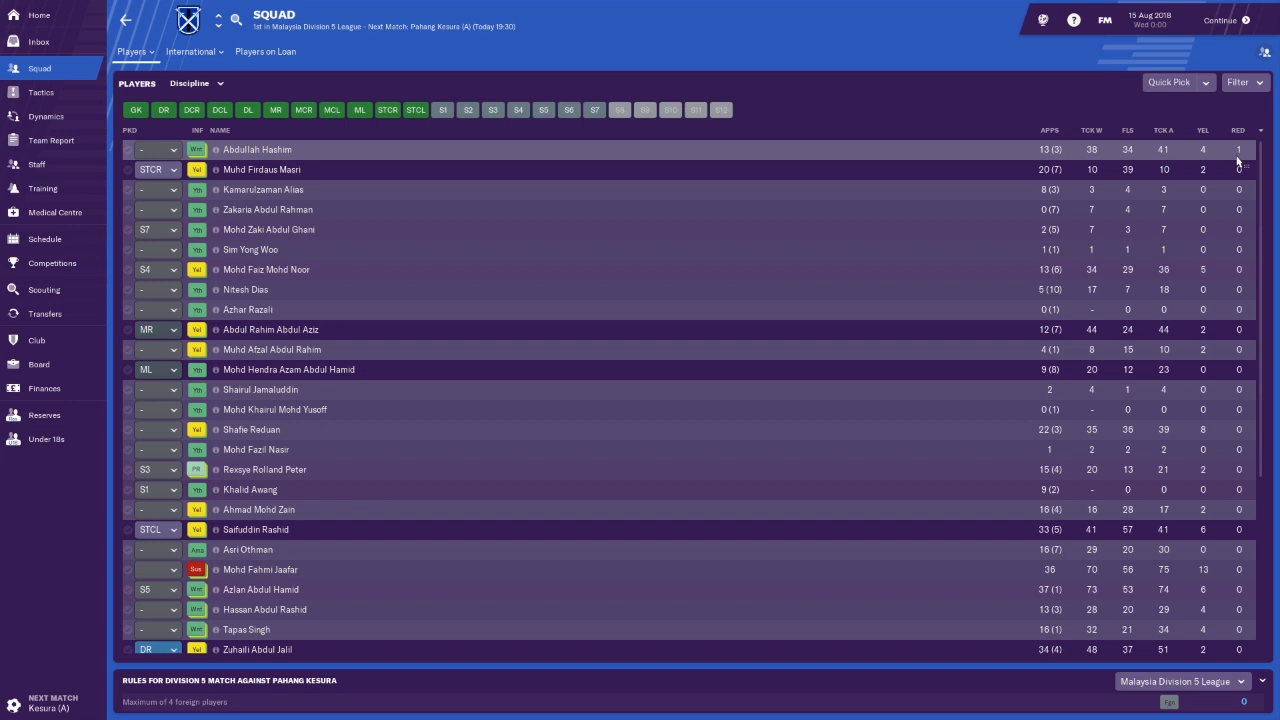 Home
Inbox
Squad
Tactics
Dynamics
Team Report
Staff
Training
Medical Centre
Schedule
Competitions
Scouting
Transfers
Club
Board
Finances
Reserves
Under 18s
NEXT MATCH
Kesura (A)
SQUAD
1st in Malaysia Division 5 League - Next Match: Pahang Kesura (A) (Today 19:30)
? FM 15 Aug 2018 Continue
Wed 0:00
Players International Players on Loan
PLAYERS Discipline Quick Pick Filter
GK DR DCR DCL DL MR MCR MCL ML STCR STCL S1 S2 S3 S4 S5 S6 S7 S8 S9 S10 S11 S12
PKD INF NAME APPS TCK W FLS TCK A YEL RED
- Wnt Abdullah Hashim 13 (3) 38 34 41 4 1
STCR Yel Muhd Firdaus Masri 20 (7) 10 39 10 2 0
- Yth Kamarulzaman Alias 8 (3) 3 4 3 0 0
- Yth Zakaria Abdul Rahman 0 (7) 7 4 7 0 0
S7 Yth Mohd Zaki Abdul Ghani 2 (5) 7 3 7 0 0
- Yth Sim Yong Woo 1 (1) 1 1 1 0 0
S4 Yel Mohd Faiz Mohd Noor 13 (6) 34 29 36 5 0
- Yth Nitesh Dias 5 (10) 17 7 18 0 0
- Yth Azhar Razali 0 (1) - 0 0 0 0
MR Yel Abdul Rahim Abdul Aziz 12 (7) 44 24 44 2 0
- Yel Muhd Afzal Abdul Rahim 4 (1) 8 15 10 2 0
ML Yth Mohd Hendra Azam Abdul Hamid 9 (8) 20 12 23 0 0
- Yth Shairul Jamaluddin 2 4 1 4 0 0
- Yth Mohd Khairul Mohd Yusoff 0 (1) - 0 0 0 0
- Yel Shafie Reduan 22 (3) 35 36 39 8 0
- Yth Mohd Fazil Nasir 1 2 2 2 0 0
S3 PR Rexsye Rolland Peter 15 (4) 20 13 21 2 0
S1 Yth Khalid Awang 9 (2) - 0 0 0 0
- Yel Ahmad Mohd Zain 16 (4) 16 28 17 2 0
STCL Yel Saifuddin Rashid 33 (5) 41 57 41 6 0
- Ama Asri Othman 16 (7) 29 20 30 0 0
Sus Mohd Fahmi Jaafar 36 70 56 75 13 0
S5 Wnt Azlan Abdul Hamid 37 (1) 73 53 74 6 0
- Wnt Hassan Abdul Rashid 13 (3) 28 20 29 4 0
- Wnt Tapas Singh 16 (1) 32 21 34 4 0
DR Yel Zuhaili Abdul Jalil 34 (4) 48 37 51 2 0
RULES FOR DIVISION 5 MATCH AGAINST PAHANG KESURA Malaysia Division 5 League
Maximum of 4 foreign players Fgn 0